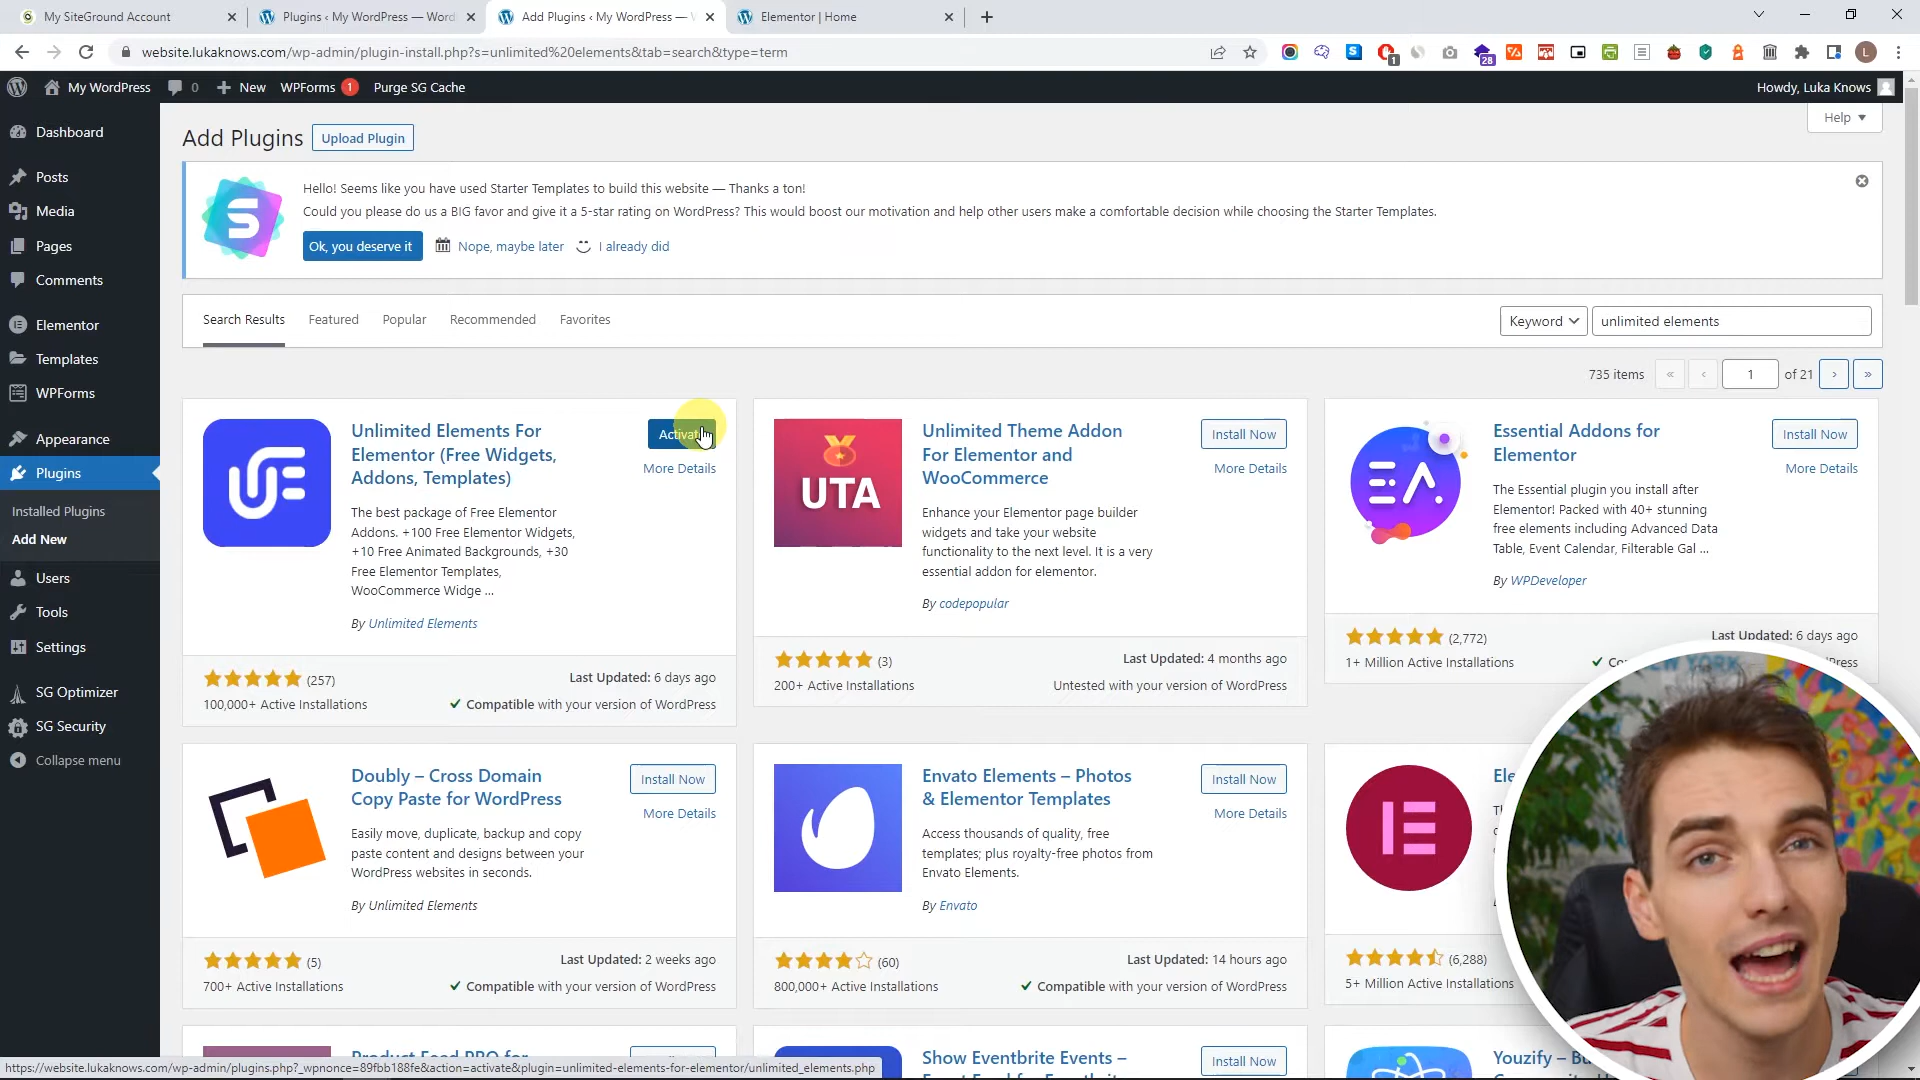 My SiteGround Account
Plugins ‹ My WordPress — Word
Add Plugins ‹ My WordPress —
Elementor | Home
website.lukaknows.com/wp-admin/plugin-install.php?s=unlimited%20elements&tab=search&type=term
1
28
L
My WordPress
0
New
WPForms
1
Purge SG Cache
Howdy, Luka Knows
Dashboard
Posts
Media
Pages
Comments
Elementor
Templates
WPForms
Appearance
Plugins
Installed Plugins
Add New
Users
Tools
Settings
SG Optimizer
SG Security
Collapse menu
Add Plugins
Upload Plugin
Help
S
Hello! Seems like you have used Starter Templates to build this website — Thanks a ton!
Could you please do us a BIG favor and give it a 5-star rating on WordPress? This would boost our motivation and help other users make a comfortable decision while choosing the Starter Templates.
Ok, you deserve it
Nope, maybe later
I already did
Search Results
Featured
Popular
Recommended
Favorites
Keyword
unlimited elements
735 items
«
‹
1
of 21
›
»
UE
Unlimited Elements For
Elementor (Free Widgets,
Addons, Templates)
Activate
More Details
The best package of Free Elementor
Addons. +100 Free Elementor Widgets,
+10 Free Animated Backgrounds, +30
Free Elementor Templates,
WooCommerce Widge ...
By Unlimited Elements
(257)
Last Updated: 6 days ago
100,000+ Active Installations
Compatible with your version of WordPress
UTA
Unlimited Theme Addon
For Elementor and
WooCommerce
Install Now
More Details
Enhance your Elementor page builder
widgets and take your website
functionality to the next level. It is a very
essential addon for elementor.
By codepopular
(3)
Last Updated: 4 months ago
200+ Active Installations
Untested with your version of WordPress
EA
Essential Addons for
Elementor
Install Now
More Details
The Essential plugin you install after
Elementor! Packed with 40+ stunning
free elements including Advanced Data
Table, Event Calendar, Filterable Gal ...
By WPDeveloper
(2,772)
Last Updated: 6 days ago
1+ Million Active Installations
Doubly – Cross Domain
Copy Paste for WordPress
Install Now
More Details
Easily move, duplicate, backup and copy
paste content and designs between your
WordPress websites in seconds.
By Unlimited Elements
(5)
Last Updated: 2 weeks ago
700+ Active Installations
Compatible with your version of WordPress
Envato Elements – Photos
& Elementor Templates
Install Now
More Details
Access thousands of quality, free
templates; plus royalty-free photos from
Envato Elements.
By Envato
(60)
Last Updated: 14 hours ago
800,000+ Active Installations
Compatible with your version of WordPress
(6,288)
5+ Million Active Installations
Product Feed PRO for
Show Eventbrite Events –
Install Now
Youzify – Bu
https://website.lukaknows.com/wp-admin/plugins.php?_wpnonce=89fbb188fe&action=activate&plugin=unlimited-elements-for-elementor/unlimited_elements.php